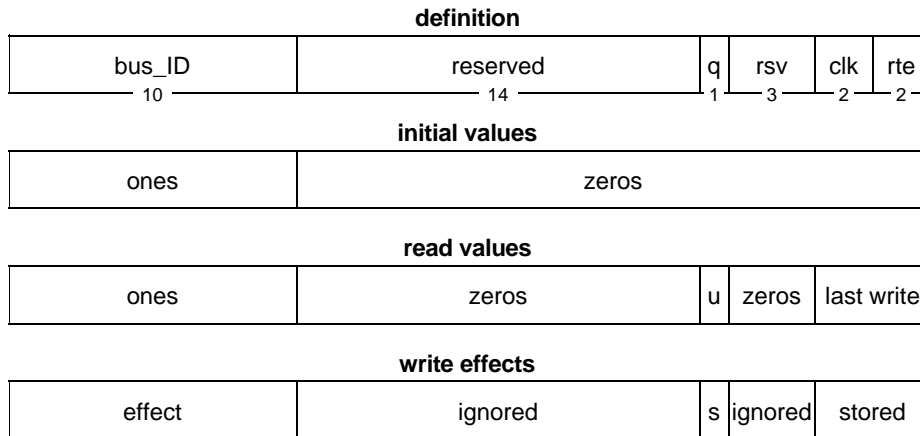 definition
bus_ID reserved q rsv clk rte
10 14 1 3 2 2
initial values
ones zeros
read values
ones zeros u zeros last write
write effects
effect ignored s ignored stored